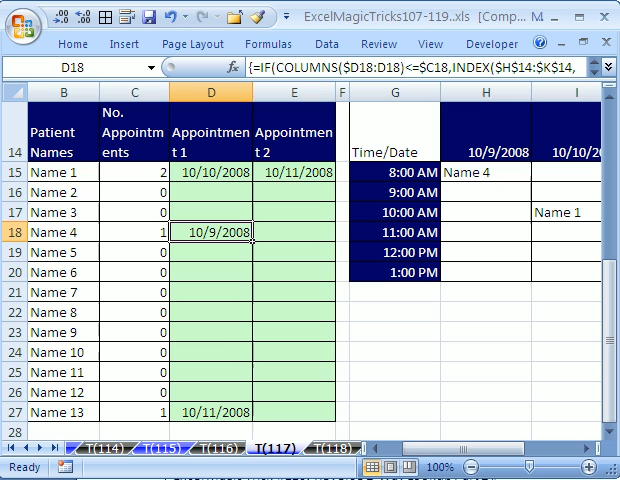 ExcelMagicTricks107-119..xls [Comp... M...
Home Insert Page Layout Formulas Data Review View Developer
D18 fx {=IF(COLUMNS($D18:D18)<=$C18,INDEX($H$14:$K$14,
B C D E F G H I
14 Patient Names No. Appointm ents Appointmen t 1 Appointmen t 2 Time/Date 10/9/2008 10/10/20
15 Name 1 2 10/10/2008 10/11/2008 8:00 AM Name 4
16 Name 2 0 9:00 AM
17 Name 3 0 10:00 AM Name 1
18 Name 4 1 10/9/2008 11:00 AM
19 Name 5 0 12:00 PM
20 Name 6 0 1:00 PM
21 Name 7 0
22 Name 8 0
23 Name 9 0
24 Name 10 0
25 Name 11 0
26 Name 12 0
27 Name 13 1 10/11/2008
28
T(114) T(115) T(116) T(117) T(118)
Ready 100%